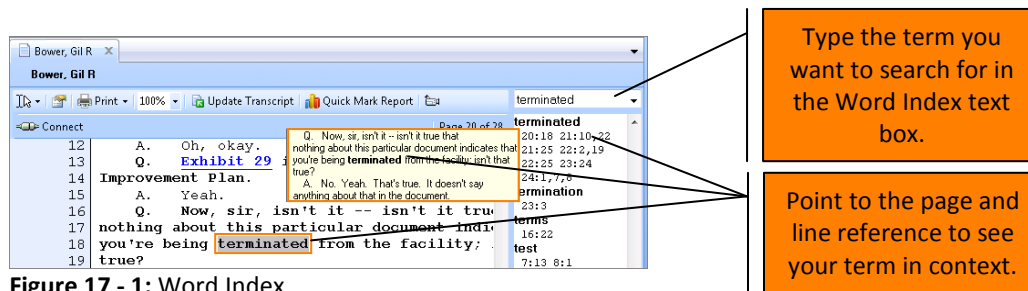 Bower, Gil R
Bower, Gil R
Print 100% Update Transcript Quick Mark Report
terminated
Connect
Page 20 of 28
12 A. Oh, okay.
13 Q. Exhibit 29 i
14 Improvement Plan.
15 A. Yeah.
16 Q. Now, sir, isn't it -- isn't it tru
17 nothing about this particular document indi
18 you're being terminated from the facility;
19 true?
Q. Now, sir, isn't it -- isn't it true that
nothing about this particular document indicates that
you're being terminated from the facility; isn't that
true?
A. No. Yeah. That's true. It doesn't say
anything about that in the document.
terminated
20:18 21:10,22
21:25 22:2,19
22:25 23:24
24:1,7,8
ermination
23:3
terms
16:22
test
7:13 8:1
Type the term you
want to search for in
the Word Index text
box.
Point to the page and
line reference to see
your term in context.
Figure 17 - 1: Word Index